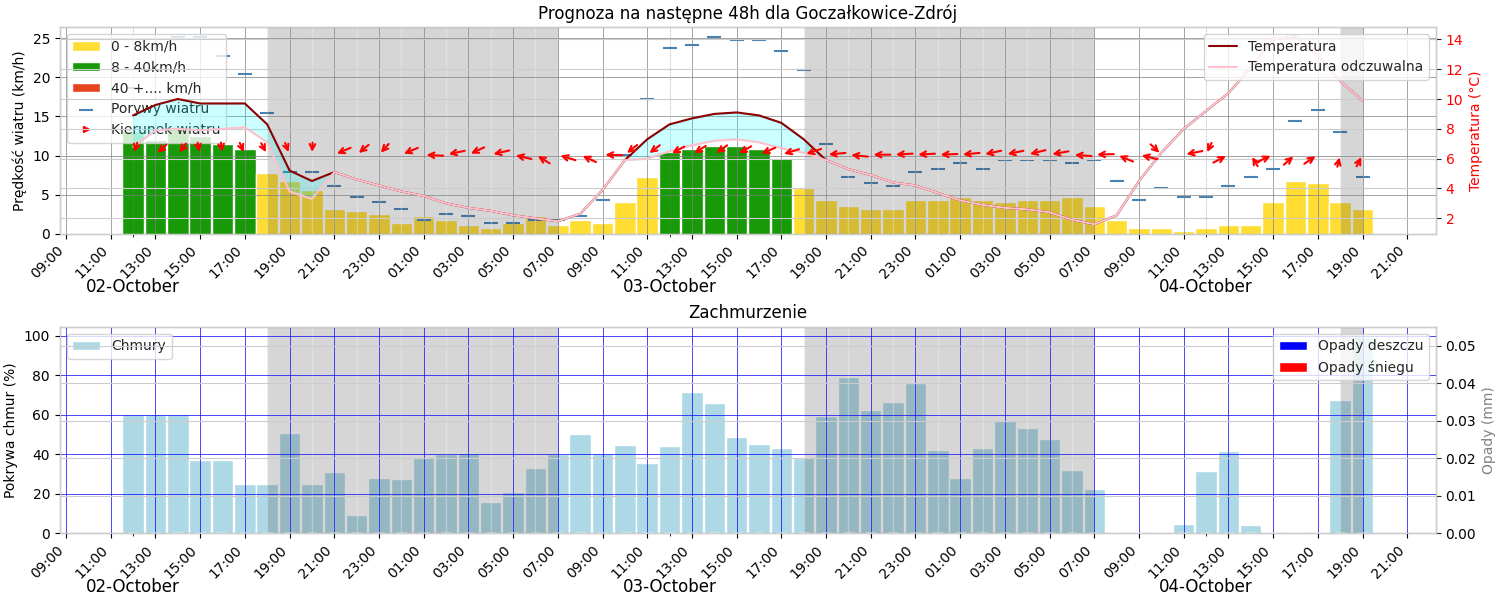 Prognoza na następne 48h dla Goczałkowice-Zdrój
Prędkość wiatru (km/h)
25
20
15
10
5
0
0 - 8km/h
8 - 40km/h
40 +.... km/h
Porywy wiatru
Kierunek wiatru
Temperatura
Temperatura odczuwalna
14
12
10
8
6
4
2
Temperatura (°C)
09:00 11:00 13:00 15:00 17:00 19:00 21:00 23:00 01:00 03:00 05:00 07:00 09:00 11:00 13:00 15:00 17:00 19:00 21:00 23:00 01:00 03:00 05:00 07:00 09:00 11:00 13:00 15:00 17:00 19:00 21:00
02-October 03-October 04-October
Zachmurzenie
Pokrywa chmur (%)
100
80
60
40
20
0
Chmury
Opady deszczu
Opady śniegu
0.05
0.04
0.03
0.02
0.01
0.00
Opady (mm)
09:00 11:00 13:00 15:00 17:00 19:00 21:00 23:00 01:00 03:00 05:00 07:00 09:00 11:00 13:00 15:00 17:00 19:00 21:00 23:00 01:00 03:00 05:00 07:00 09:00 11:00 13:00 15:00 17:00 19:00 21:00
02-October 03-October 04-October